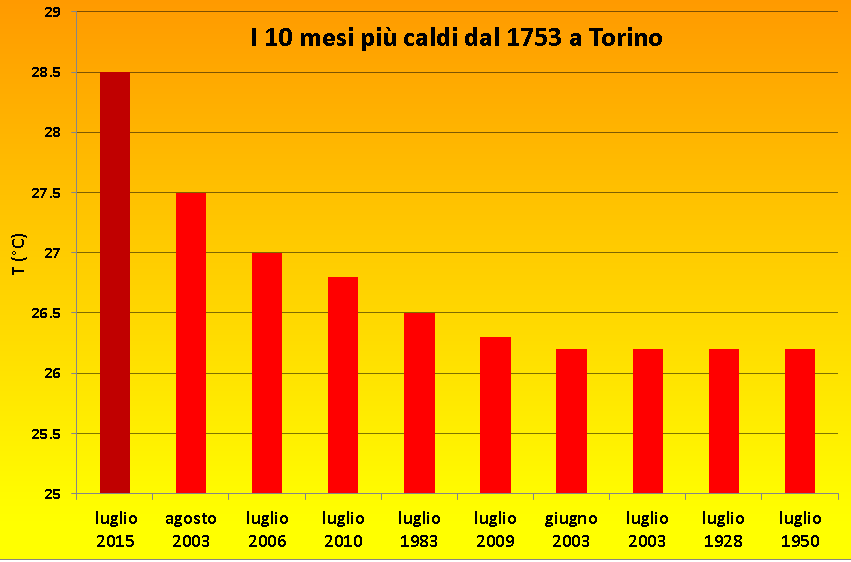 I 10 mesi più caldi dal 1753 a Torino
T (°C)
29
28.5
28
27.5
27
26.5
26
25.5
25
luglio 2015
agosto 2003
luglio 2006
luglio 2010
luglio 1983
luglio 2009
giugno 2003
luglio 2003
luglio 1928
luglio 1950